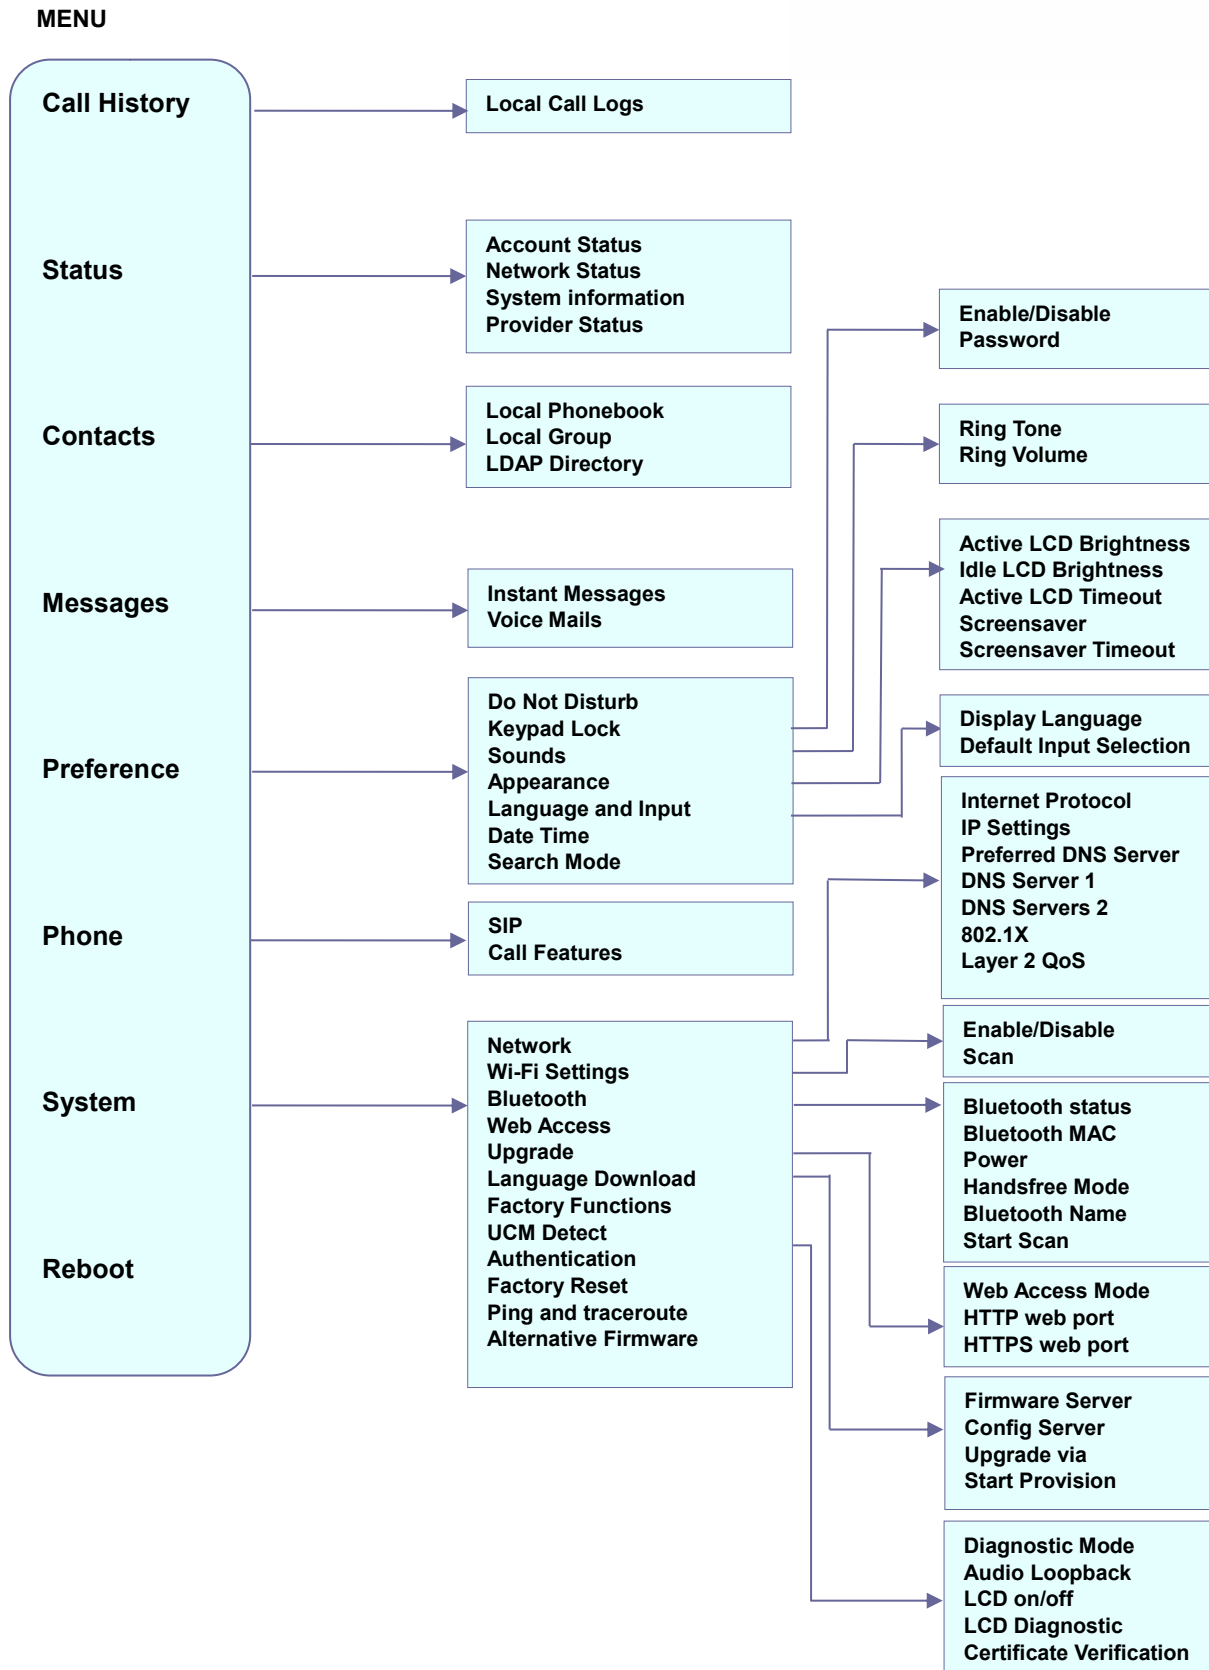 MENU
Call History
Status
Contacts
Messages
Preference
Phone
System
Reboot
Local Call Logs
Account Status
Network Status
System information
Provider Status
Local Phonebook
Local Group
LDAP Directory
Instant Messages
Voice Mails
Do Not Disturb
Keypad Lock
Sounds
Appearance
Language and Input
Date Time
Search Mode
SIP
Call Features
Network
Wi-Fi Settings
Bluetooth
Web Access
Upgrade
Language Download
Factory Functions
UCM Detect
Authentication
Factory Reset
Ping and traceroute
Alternative Firmware
Enable/Disable
Password
Ring Tone
Ring Volume
Active LCD Brightness
Idle LCD Brightness
Active LCD Timeout
Screensaver
Screensaver Timeout
Display Language
Default Input Selection
Internet Protocol
IP Settings
Preferred DNS Server
DNS Server 1
DNS Servers 2
802.1X
Layer 2 QoS
Enable/Disable
Scan
Bluetooth status
Bluetooth MAC
Power
Handsfree Mode
Bluetooth Name
Start Scan
Web Access Mode
HTTP web port
HTTPS web port
Firmware Server
Config Server
Upgrade via
Start Provision
Diagnostic Mode
Audio Loopback
LCD on/off
LCD Diagnostic
Certificate Verification